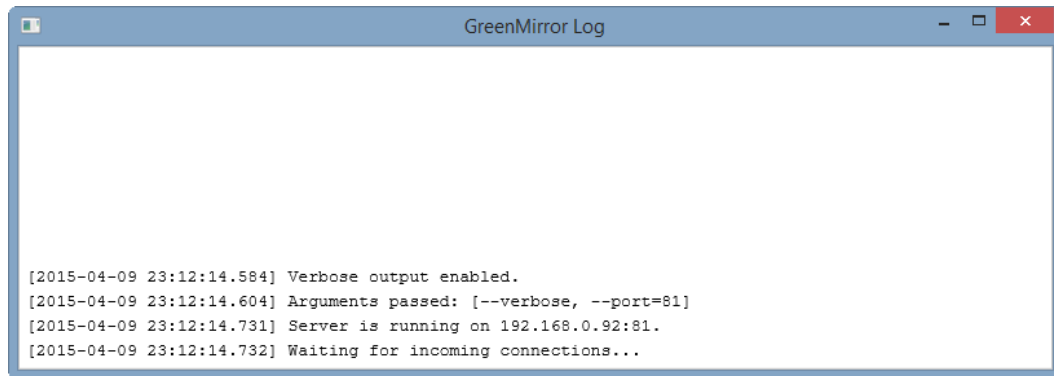 GreenMirror Log
[2015-04-09 23:12:14.584] Verbose output enabled.
[2015-04-09 23:12:14.604] Arguments passed: [--verbose, --port=81]
[2015-04-09 23:12:14.731] Server is running on 192.168.0.92:81.
[2015-04-09 23:12:14.732] Waiting for incoming connections...